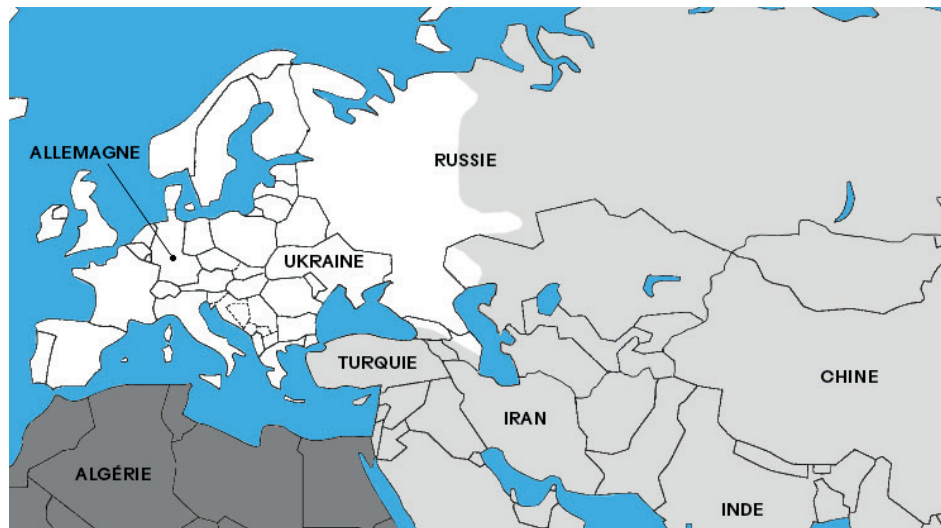 ALLEMAGNE
RUSSIE
UKRAINE
TURQUIE
CHINE
IRAN
ALGÉRIE
INDE